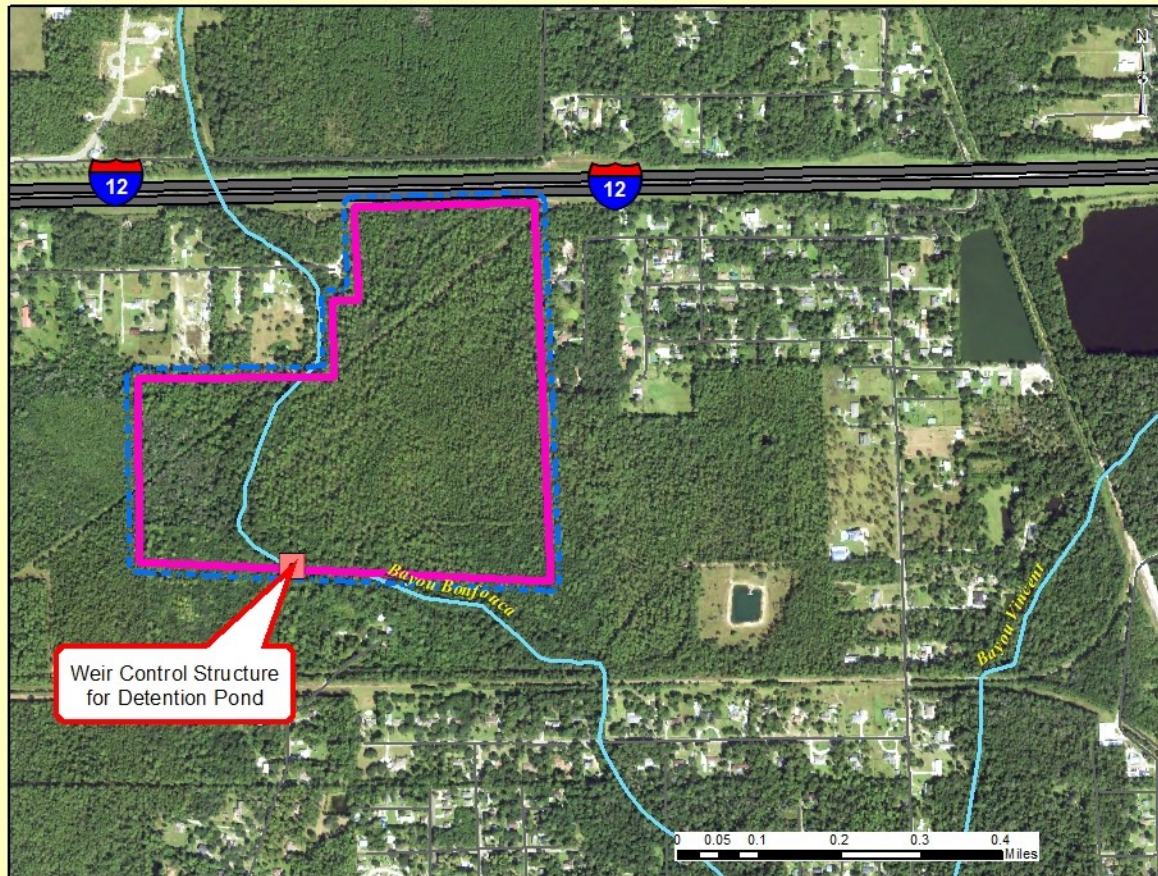 N
12
12
Bayou Bonfouca
Bayou Vincent
Weir Control Structure
for Detention Pond
0 0.05 0.1 0.2 0.3 0.4
Miles